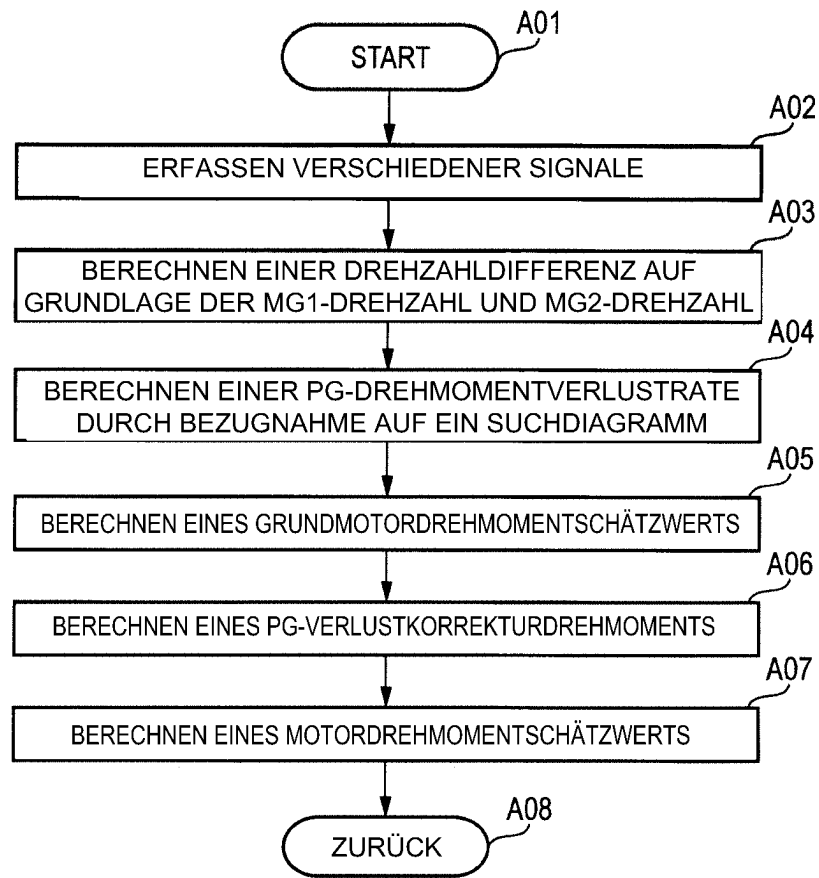 A01
START
A02
ERFASSEN VERSCHIEDENER SIGNALE
A03
BERECHNEN EINER DREHZAHLDIFFERENZ AUF
GRUNDLAGE DER MG1-DREHZAHL UND MG2-DREHZAHL
A04
BERECHNEN EINER PG-DREHMOMENTVERLUSTRATE
DURCH BEZUGNAHME AUF EIN SUCHDIAGRAMM
A05
BERECHNEN EINES GRUNDMOTORDREHMOMENTSCHÄTZWERTS
A06
BERECHNEN EINES PG-VERLUSTKORREKTURDREHMOMENTS
A07
BERECHNEN EINES MOTORDREHMOMENTSCHÄTZWERTS
A08
ZURÜCK